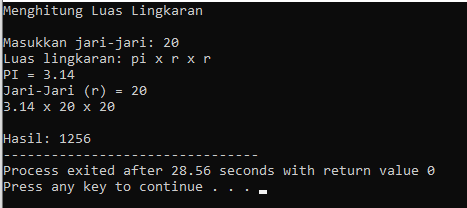 Menghitung Luas Lingkaran
Masukkan jari-jari: 20
Luas lingkaran: pi x r x r
PI = 3.14
Jari-Jari (r) = 20
3.14 x 20 x 20
Hasil: 1256
--------------------------------
Process exited after 28.56 seconds with return value 0
Press any key to continue . . .